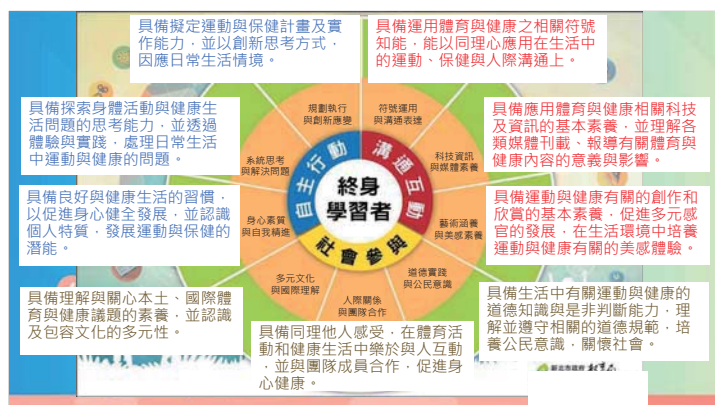 具備擬定運動與保健計畫及實
作能力，並以創新思考方式，
因應日常生活情境。
具備運用體育與健康之相關符號
知能，能以同理心應用在生活中
的運動、保健與人際溝通上。
具備探索身體活動與健康生
活問題的思考能力，並透過
體驗與實踐，處理日常生活
中運動與健康的問題。
規劃執行
與創新應變
符號運用
與溝通表達
具備應用體育與健康相關科技
及資訊的基本素養，並理解各
類媒體刊載、報導有關體育與
健康內容的意義與影響。
系統思考
與解決問題
自主行動
溝通互動
科技資訊
與媒體素養
具備良好與健康生活的習慣，
以促進身心健全發展，並認識
個人特質，發展運動與保健的
潛能。
身心素質
與自我精進
終身
學習者
藝術涵養
與美感素養
具備運動與健康有關的創作和
欣賞的基本素養，促進多元感
官的發展，在生活環境中培養
運動與健康有關的美感體驗。
社會參與
具備理解與關心本土、國際體
育與健康議題的素養，並認識
及包容文化的多元性。
多元文化
與國際理解
人際關係
與團隊合作
道德實踐
與公民意識
具備生活中有關運動與健康的
道德知識與是非判斷能力，理
解並遵守相關的道德規範，培
養公民意識，關懷社會。
具備同理他人感受，在體育活
動和健康生活中樂於與人互動
，並與團隊成員合作，促進身
心健康。
新北市政府 教育局